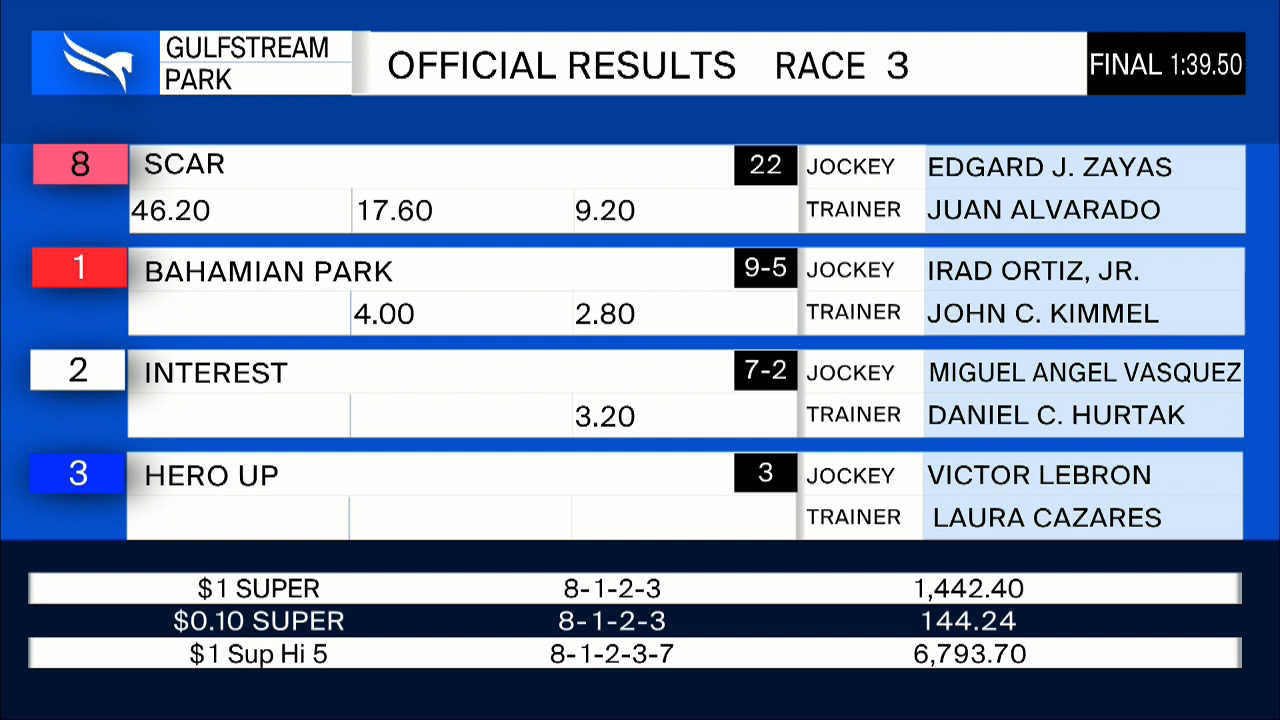 GULFSTREAM
PARK
OFFICIAL RESULTS RACE 3
FINAL 1:39.50
8 SCAR 22 JOCKEY EDGARD J. ZAYAS
46.20 17.60 9.20 TRAINER JUAN ALVARADO
1 BAHAMIAN PARK 9-5 JOCKEY IRAD ORTIZ, JR.
4.00 2.80 TRAINER JOHN C. KIMMEL
2 INTEREST 7-2 JOCKEY MIGUEL ANGEL VASQUEZ
3.20 TRAINER DANIEL C. HURTAK
3 HERO UP 3 JOCKEY VICTOR LEBRON
TRAINER LAURA CAZARES
$1 SUPER 8-1-2-3 1,442.40
$0.10 SUPER 8-1-2-3 144.24
$1 Sup Hi 5 8-1-2-3-7 6,793.70